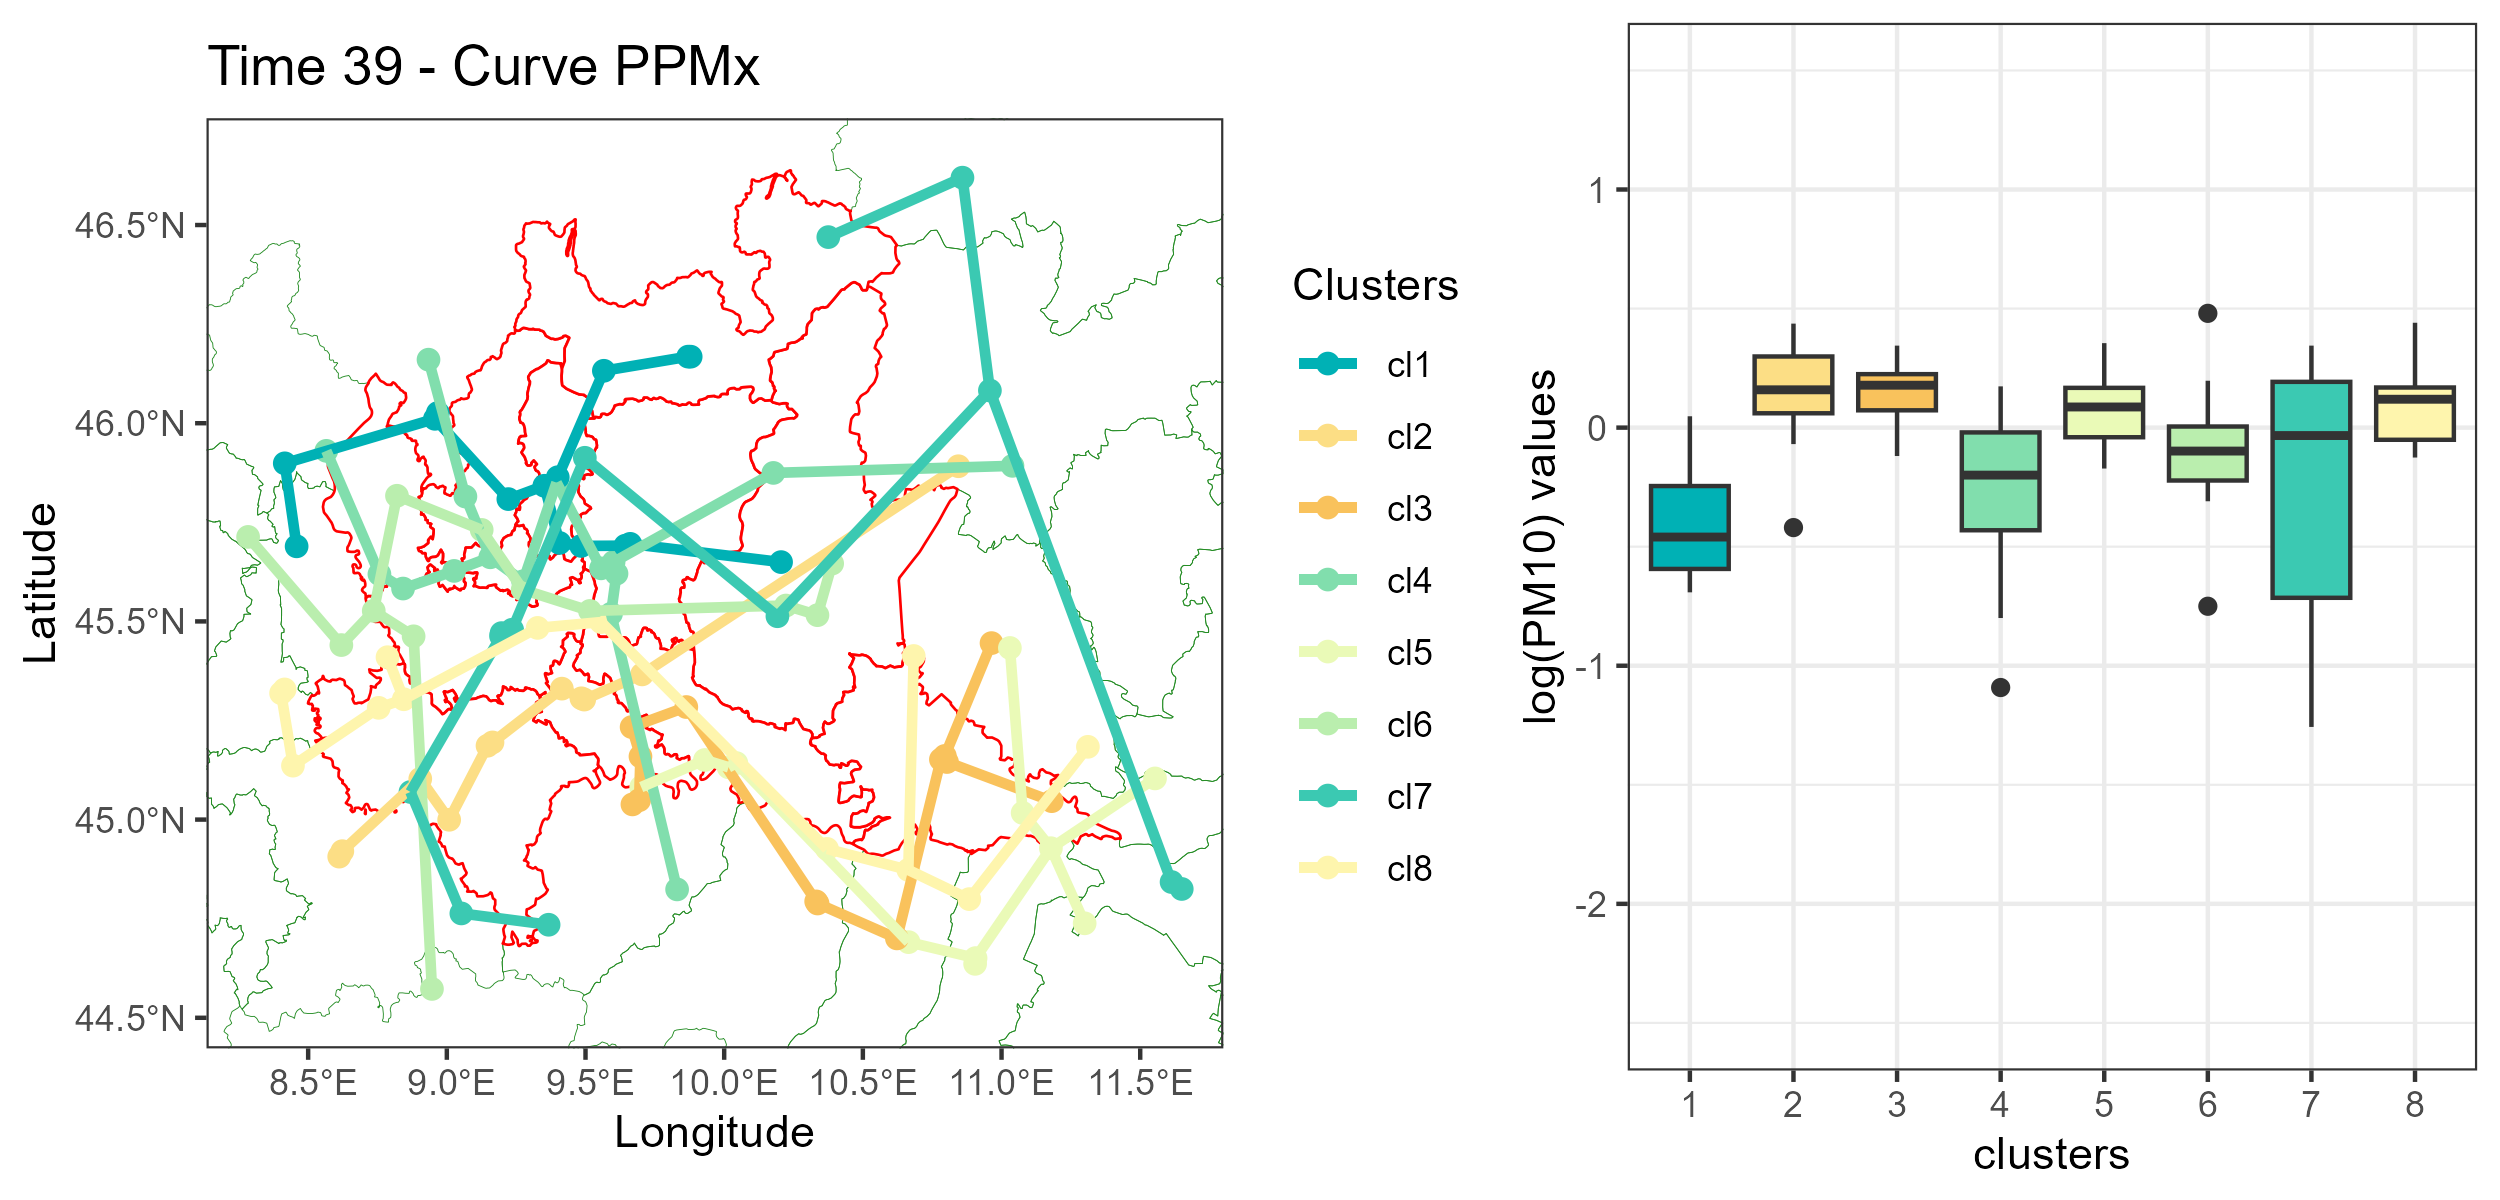 Time 39 - Curve PPMx
Latitude
46.5°N
46.0°N
45.5°N
45.0°N
44.5°N
8.5°E 9.0°E 9.5°E 10.0°E 10.5°E 11.0°E 11.5°E
Longitude
Clusters
cl1
cl2
cl3
cl4
cl5
cl6
cl7
cl8
log(PM10) values
1
0
-1
-2
1 2 3 4 5 6 7 8
clusters